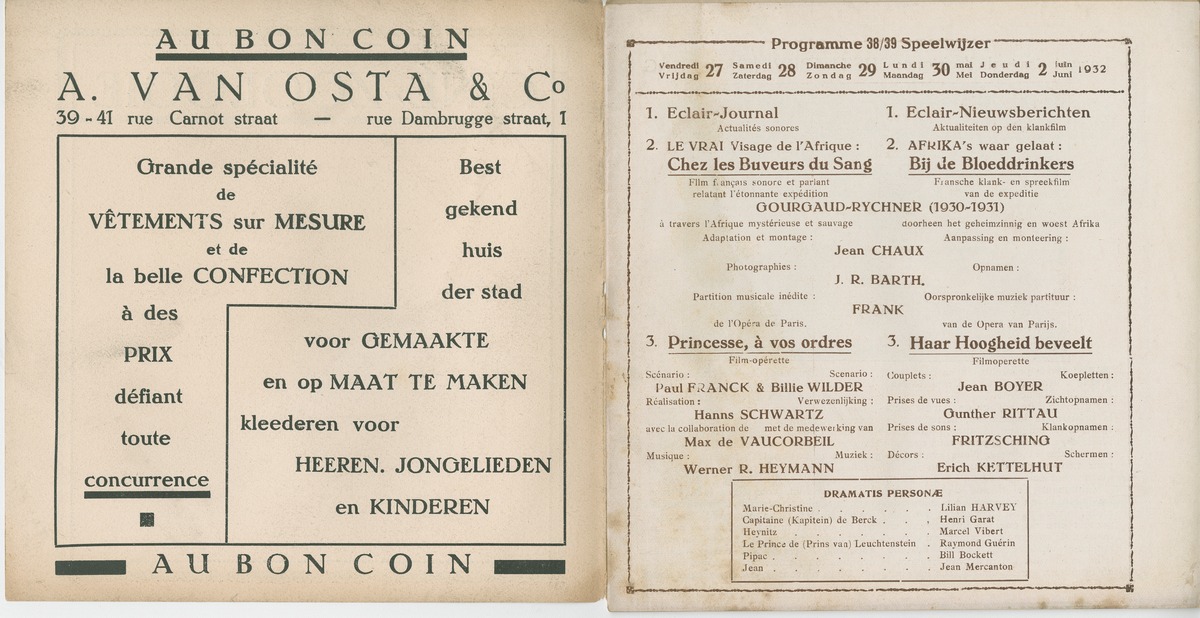 AU BON COIN
A. VAN OSTA & Co
39-41 rue Carnot straat — rue Dambrugge straat, 1
Grande spécialité
de
VÊTEMENTS sur MESURE
et de
la belle CONFECTION
à des
PRIX
défiant
toute
concurrence
Best
gekend
huis
der stad
voor GEMAAKTE
en op MAAT TE MAKEN
kleederen voor
HEEREN. JONGELIEDEN
en KINDEREN
AU BON COIN
Programme 38/39 Speelwijzer
Vendredi Vrijdag 27 Samedi Zaterdag 28 Dimanche Zondag 29 Lundi Maandag 30 mai Mei Jeudi Donderdag 2 juin Juni 1932
1. Eclair-Journal
Actualités sonores
2. LE VRAI Visage de l'Afrique :
Chez les Buveurs du Sang
Film français sonore et parlant
relatant l'étonnante expédition
1. Eclair-Nieuwsberichten
Aktualiteiten op den klankfilm
2. AFRIKA's waar gelaat :
Bij de Bloeddrinkers
Fransche klank- en spreekfilm
van de expeditie
GOURGAUD-RYCHNER (1930-1931)
à travers l'Afrique mystérieuse et sauvage doorheen het geheimzinnig en woest Afrika
Adaptation et montage : Aanpassing en monteering :
Jean CHAUX
Photographies : Opnamen :
J. R. BARTH.
Partition musicale inédite : Oorspronkelijke muziek partituur :
FRANK
de l'Opéra de Paris. van de Opera van Parijs.
3. Princesse, à vos ordres
Film-opérette
Scénario : Scenario :
Paul FRANCK & Billie WILDER
Réalisation : Verwezenlijking :
Hanns SCHWARTZ
avec la collaboration de met de medewerking van
Max de VAUCORBEIL
Musique : Muziek :
Werner R. HEYMANN
3. Haar Hoogheid beveelt
Filmoperette
Couplets : Koepletten :
Jean BOYER
Prises de vues : Zichtopnamen :
Gunther RITTAU
Prises de sons : Klankopnamen :
FRITZSCHING
Décors : Schermen :
Erich KETTELHUT
DRAMATIS PERSONÆ
Marie-Christine . . . . . . Lilian HARVEY
Capitaine (Kapitein) de Berck . . , Henri Garat
Heynitz . . . . . . . Marcel Vibert
Le Prince de (Prins van) Leuchtenstein . Raymond Guérin
Pipac . . . . . . . Bill Bockett
Jean . . . . . . . Jean Mercanton